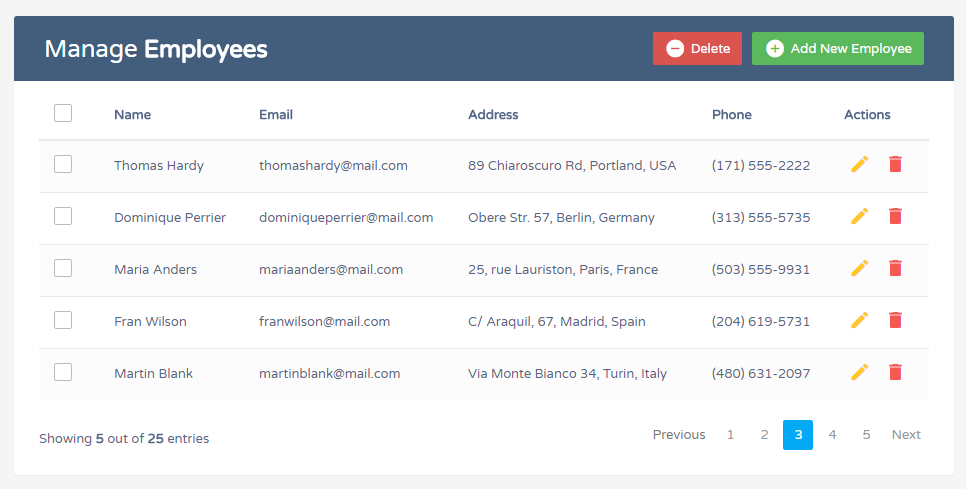 Manage Employees Delete Add New Employee
Name Email Address Phone Actions
Thomas Hardy thomashardy@mail.com 89 Chiaroscuro Rd, Portland, USA (171) 555-2222
Dominique Perrier dominiqueperrier@mail.com Obere Str. 57, Berlin, Germany (313) 555-5735
Maria Anders mariaanders@mail.com 25, rue Lauriston, Paris, France (503) 555-9931
Fran Wilson franwilson@mail.com C/ Araquil, 67, Madrid, Spain (204) 619-5731
Martin Blank martinblank@mail.com Via Monte Bianco 34, Turin, Italy (480) 631-2097
Showing 5 out of 25 entries Previous 1 2 3 4 5 Next